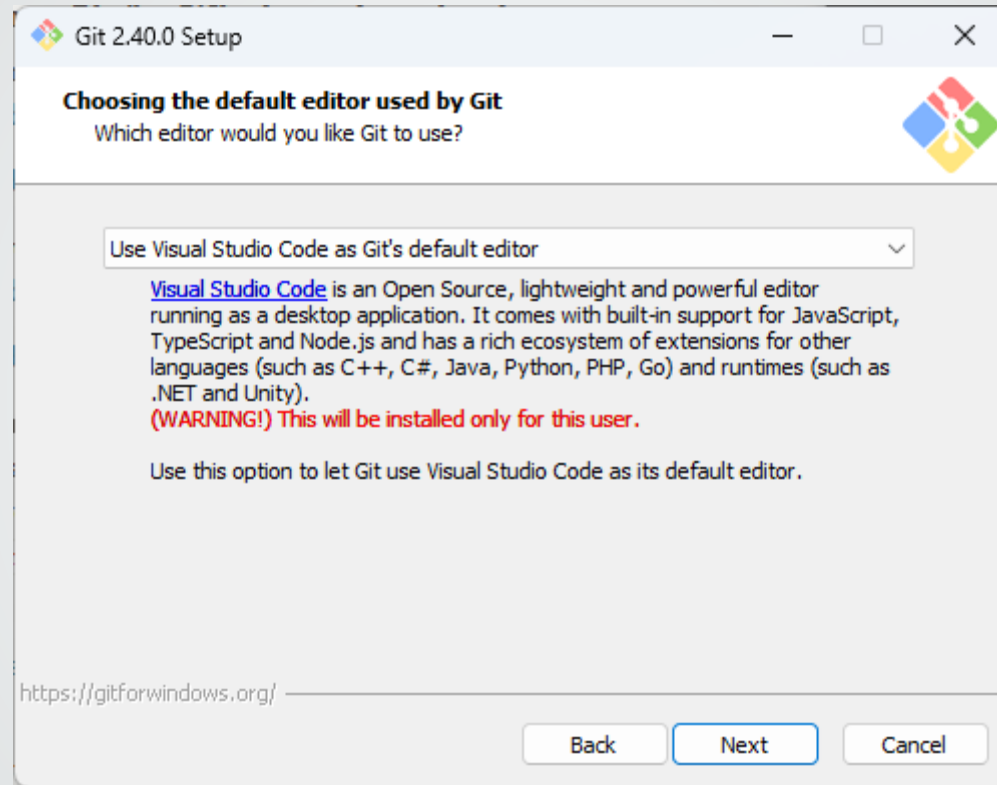 Git 2.40.0 Setup
Choosing the default editor used by Git
Which editor would you like Git to use?
Use Visual Studio Code as Git's default editor
Visual Studio Code is an Open Source, lightweight and powerful editor
running as a desktop application. It comes with built-in support for JavaScript,
TypeScript and Node.js and has a rich ecosystem of extensions for other
languages (such as C++, C#, Java, Python, PHP, Go) and runtimes (such as
.NET and Unity).
(WARNING!) This will be installed only for this user.
Use this option to let Git use Visual Studio Code as its default editor.
https://gitforwindows.org/
Back Next Cancel